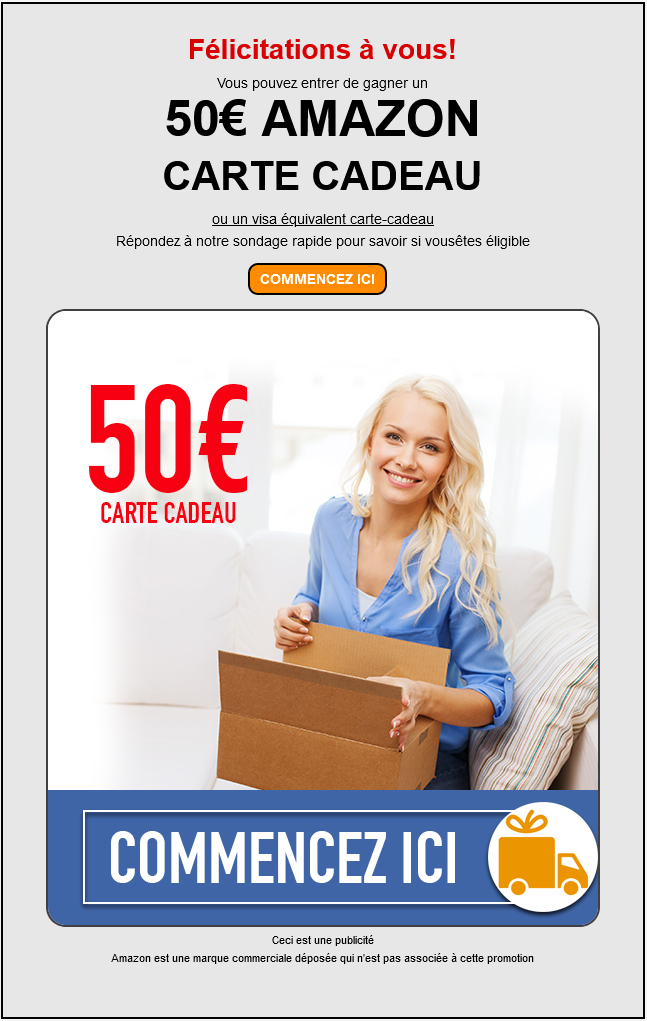 Félicitations à vous!
Vous pouvez entrer de gagner un
50€ AMAZON
CARTE CADEAU
ou un visa équivalent carte-cadeau
Répondez à notre sondage rapide pour savoir si vousêtes éligible
COMMENCEZ ICI
50€
CARTE CADEAU
COMMENCEZ ICI
Ceci est une publicité
Amazon est une marque commerciale déposée qui n'est pas associée à cette promotion